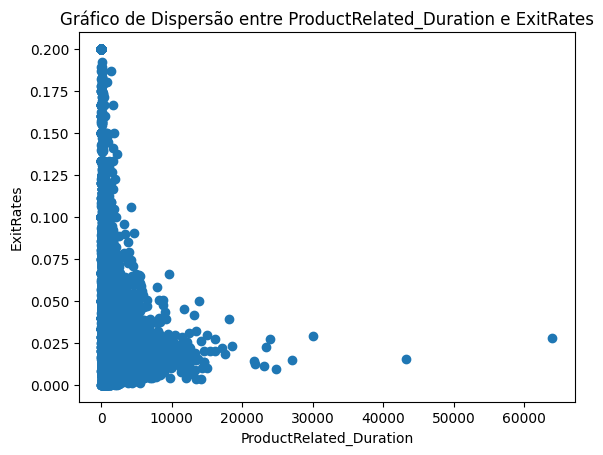 Gráfico de Dispersão entre ProductRelated_Duration e ExitRates
0.200
0.175
0.150
0.125
0.100
0.075
0.050
0.025
0.000
ExitRates
0 10000 20000 30000 40000 50000 60000
ProductRelated_Duration